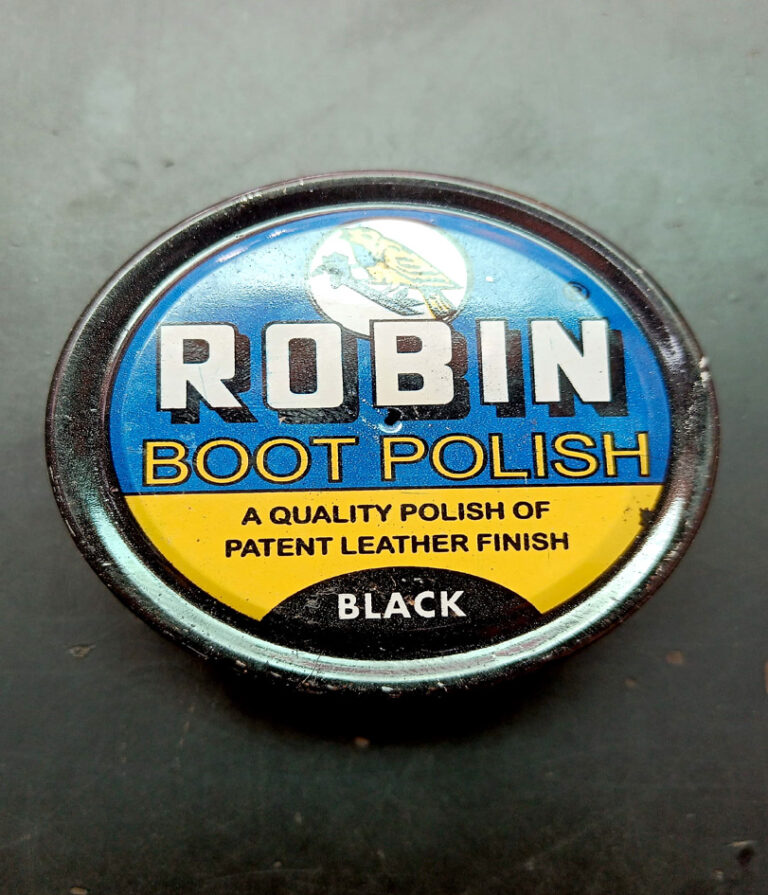 ROBIN
BOOT POLISH
A QUALITY POLISH OF
PATENT LEATHER FINISH
BLACK